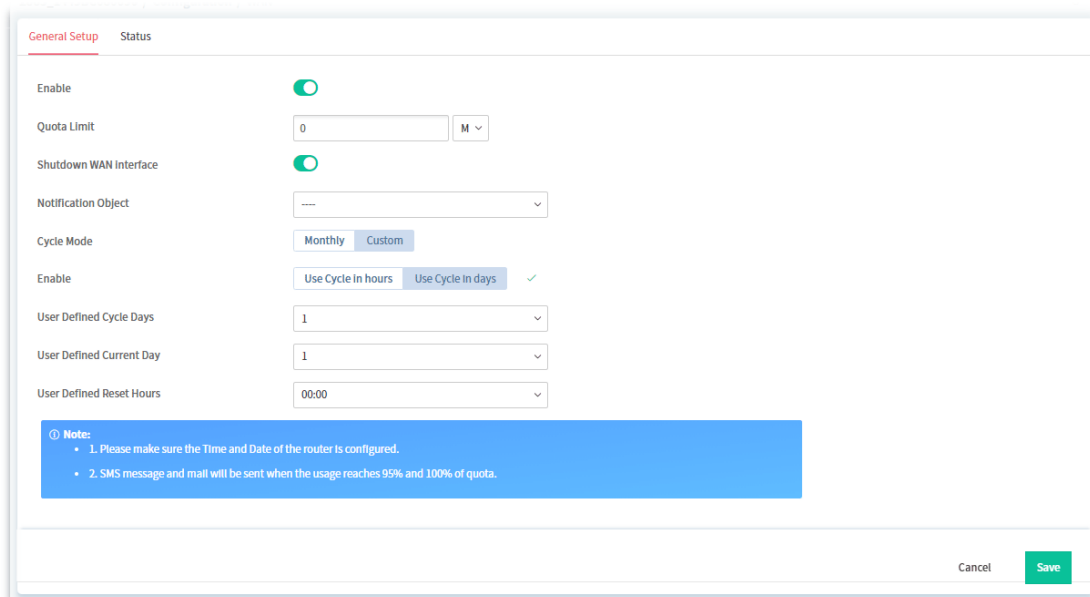 General Setup Status
Enable
Quota Limit 0 M
Shutdown WAN interface
Notification Object ----
Cycle Mode Monthly Custom
Enable Use Cycle in hours Use Cycle in days
User Defined Cycle Days 1
User Defined Current Day 1
User Defined Reset Hours 00:00
Note:
• 1. Please make sure the Time and Date of the router is configured.
• 2. SMS message and mail will be sent when the usage reaches 95% and 100% of quota.
Cancel Save